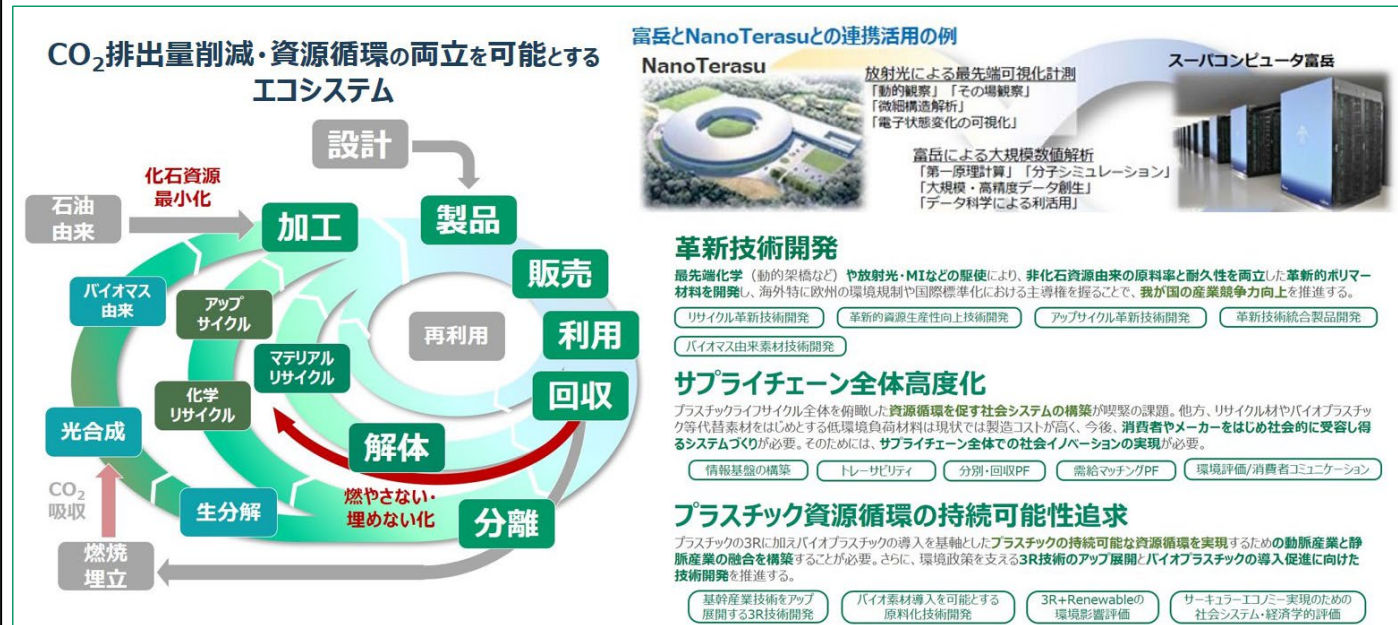 CO₂排出量削減・資源循環の両立を可能とする
エコシステム
設計
化石資源
最小化
石油
由来
加工
製品
販売
利用
回収
再利用
バイオマス
由来
アップ
サイクル
マテリアル
リサイクル
化学
リサイクル
光合成
解体
燃やさない・
埋めない化
分離
生分解
CO₂
吸収
燃焼
埋立
富岳とNanoTerasuとの連携活用の例
NanoTerasu
放射光による最先端可視化計測
「動的観察」「その場観察」
「微細構造解析」
「電子状態変化の可視化」
スーパコンピュータ富岳
富岳による大規模数値解析
「第一原理計算」「分子シミュレーション」
「大規模・高精度データ創生」
「データ科学による利活用」
革新技術開発
最先端化学（動的架橋など）や放射光・MIなどの駆使により、非化石資源由来の原料率と耐久性を両立した革新的ポリマー
材料を開発し、海外特に欧州の環境規制や国際標準化における主導権を握ることで、我が国の産業競争力向上を推進する。
リサイクル革新技術開発
革新的資源生産性向上技術開発
アップサイクル革新技術開発
革新技術統合製品開発
バイオマス由来素材技術開発
サプライチェーン全体高度化
プラスチックライフサイクル全体を俯瞰した資源循環を促す社会システムの構築が喫緊の課題。他方、リサイクル材やバイオプラスチッ
ク等代替素材をはじめとする低環境負荷材料は現状では製造コストが高く、今後、消費者やメーカーをはじめ社会的に受容し得
るシステムづくりが必要。そのためには、サプライチェーン全体での社会イノベーションの実現が必要。
情報基盤の構築
トレーサビリティ
分別・回収PF
需給マッチングPF
環境評価/消費者コミュニケーション
プラスチック資源循環の持続可能性追求
プラスチックの3Rに加えバイオプラスチックの導入を基軸としたプラスチックの持続可能な資源循環を実現するための動脈産業と静
脈産業の融合を構築することが必要。さらに、環境政策を支える3R技術のアップ展開とバイオプラスチックの導入促進に向けた
技術開発を推進する。
基幹産業技術をアップ
展開する3R技術開発
バイオ素材導入を可能とする
原料化技術開発
3R+Renewableの
環境影響評価
サーキュラーエコノミー実現のための
社会システム・経済学的評価